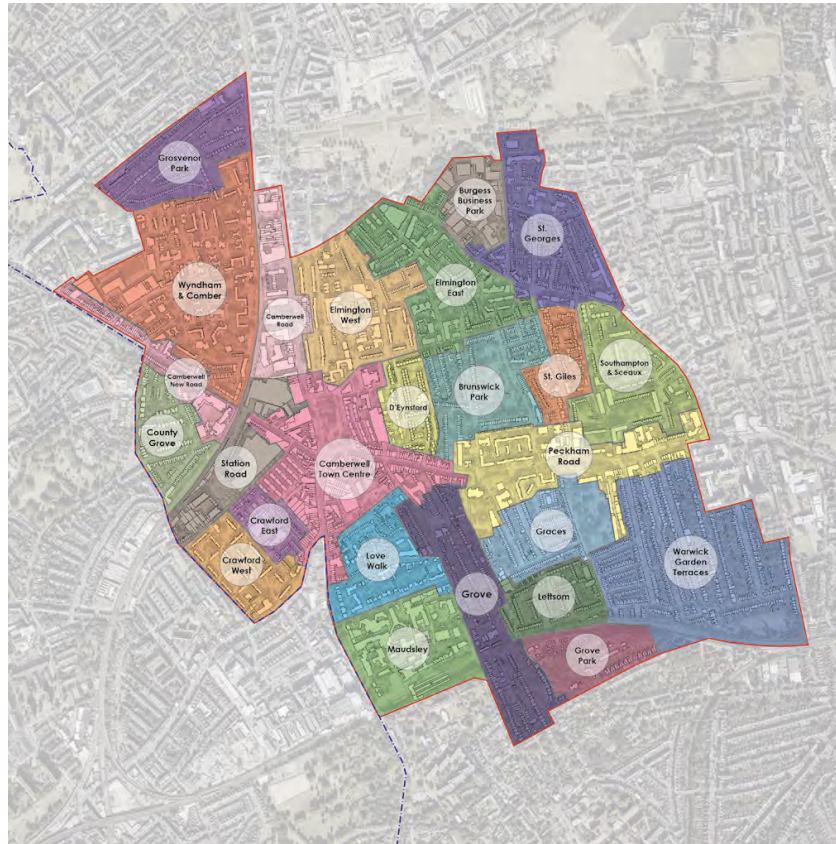 Grosvenor
Park
Burgess
Business
Park
St.
Georges
Wyndham
& Comber
Elmington
East
Camberwell
Road
Elmington
West
Camberwell
New Road
Brunswick
Park
St. Giles
Southampton
& Sceaux
D'Eynsford
County
Grove
Station
Road
Camberwell
Town Centre
Peckham
Road
Crawford
East
Graces
Crawford
West
Love
Walk
Warwick
Garden
Terraces
Grove
Lettsom
Maudsley
Grove
Park